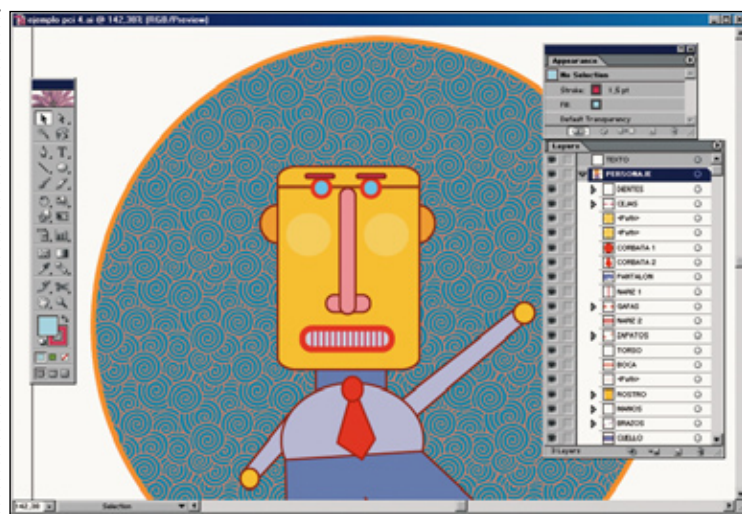 ejemplo pci 4.ai @ 142,38% (RGB/Preview)
Appearance
No Selection
Stroke: 1,5 pt
Fill:
Default Transparency
Layers
TEXTO
PERSONAJE
DIENTES
CEJAS
<Path>
<Path>
CORBATA 1
CORBATA 2
PANTALON
NARIZ 1
GAFAS
NARIZ 2
ZAPATOS
TORSO
BOCA
<Path>
ROSTRO
MANOS
BRAZOS
CUELLO
Layers
142,38
Selection